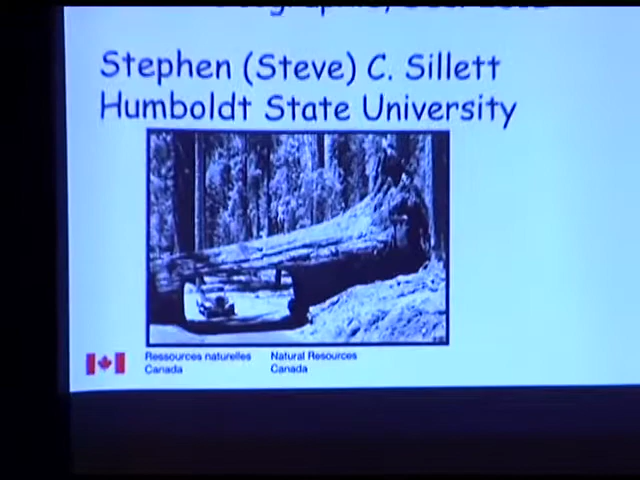 Stephen (Steve) C. Sillett
Humboldt State University
Ressources naturelles
Canada
Natural Resources
Canada